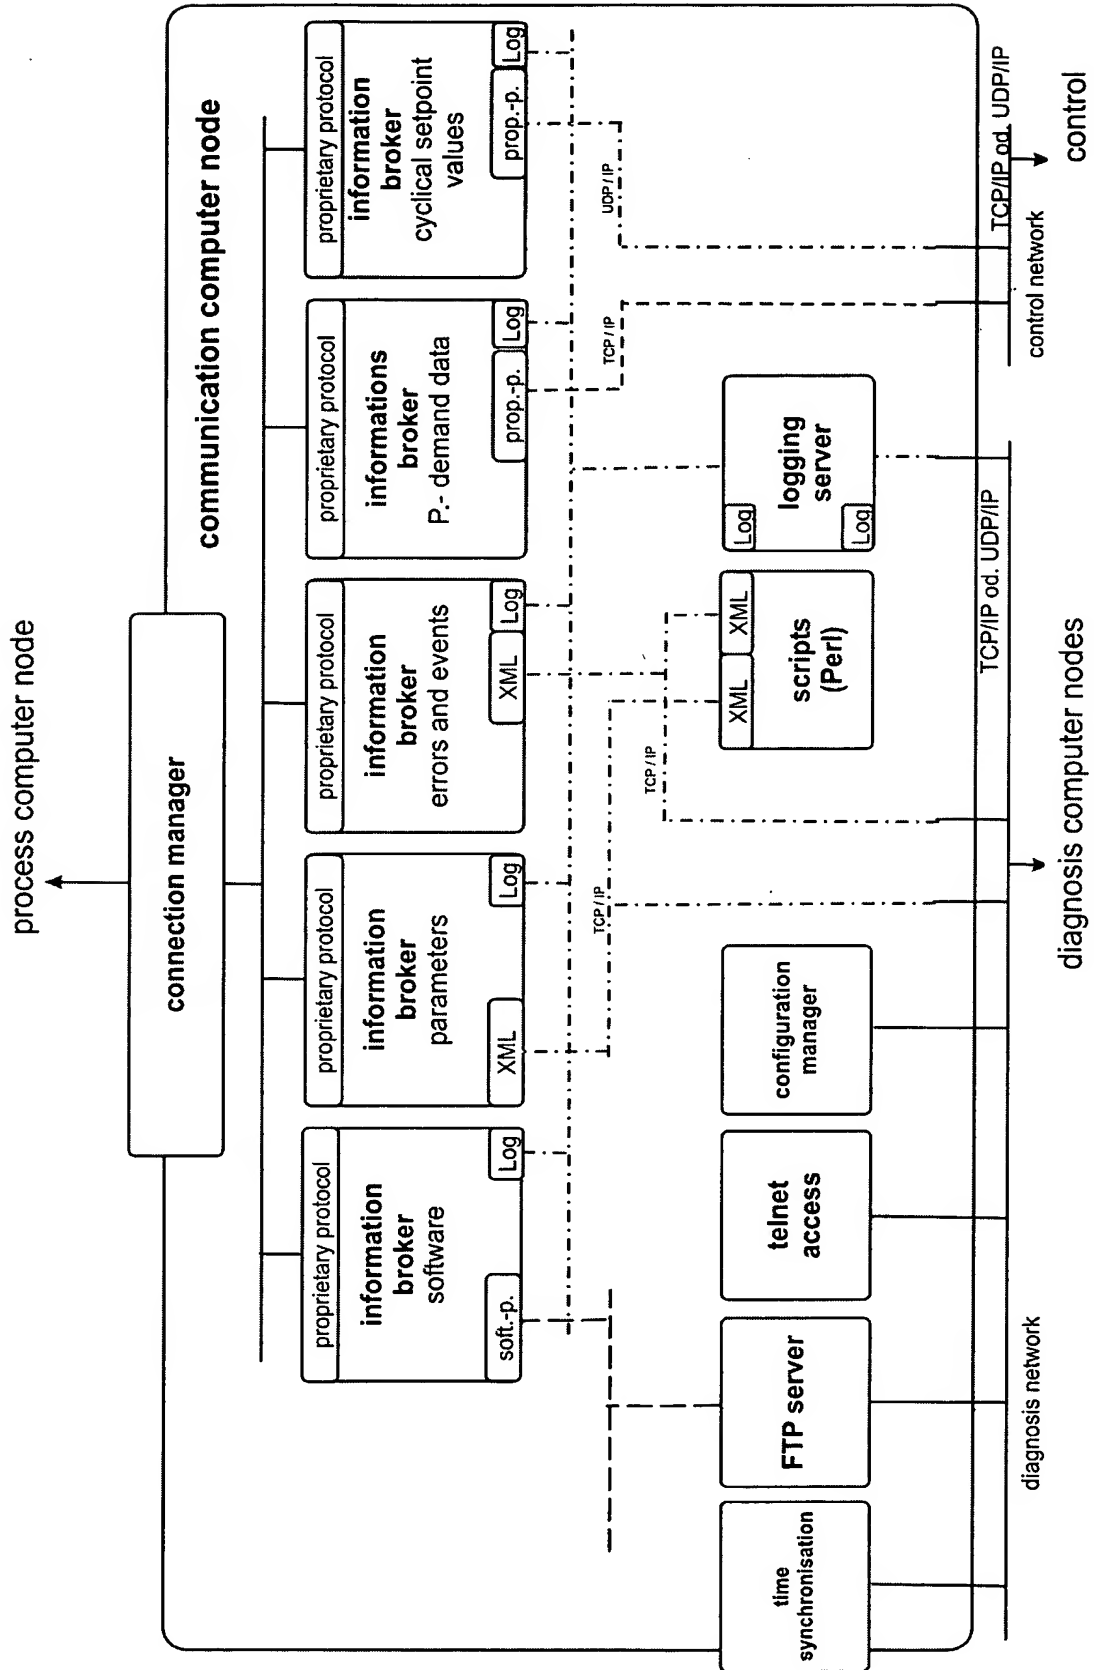 process computer node
connection manager
communication computer node
proprietary protocol
information
broker
software
soft.-p.
Log
proprietary protocol
information
broker
parameters
XML
Log
proprietary protocol
information
broker
errors and events
XML
Log
proprietary protocol
informations
broker
P.- demand data
prop.-p.
Log
proprietary protocol
information
broker
cyclical setpoint
values
prop.-p.
Log
TCP / IP
TCP / IP
TCP / IP
UDP / IP
time
synchronisation
FTP server
telnet
access
configuration
manager
XML
XML
scripts
(Perl)
Log
Log
logging
server
TCP/IP od. UDP/IP
TCP/IP od. UDP/IP
diagnosis network
control network
diagnosis computer nodes
control